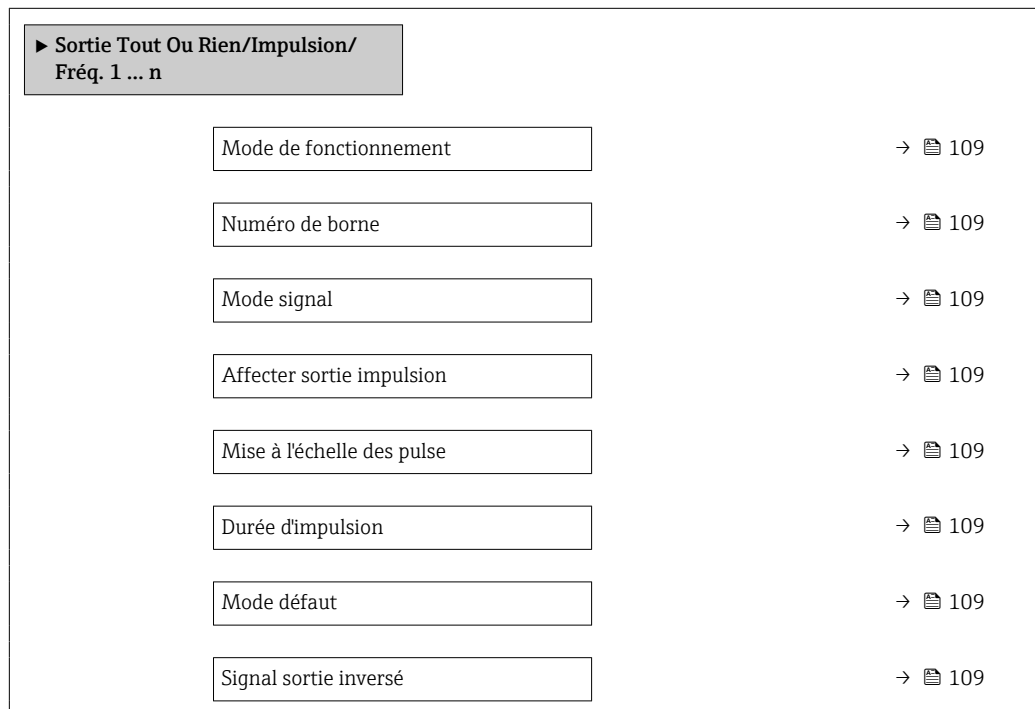 ► Sortie Tout Ou Rien/Impulsion/
Fréq. 1 ... n
Mode de fonctionnement → 109
Numéro de borne → 109
Mode signal → 109
Affecter sortie impulsion → 109
Mise à l'échelle des pulse → 109
Durée d'impulsion → 109
Mode défaut → 109
Signal sortie inversé → 109